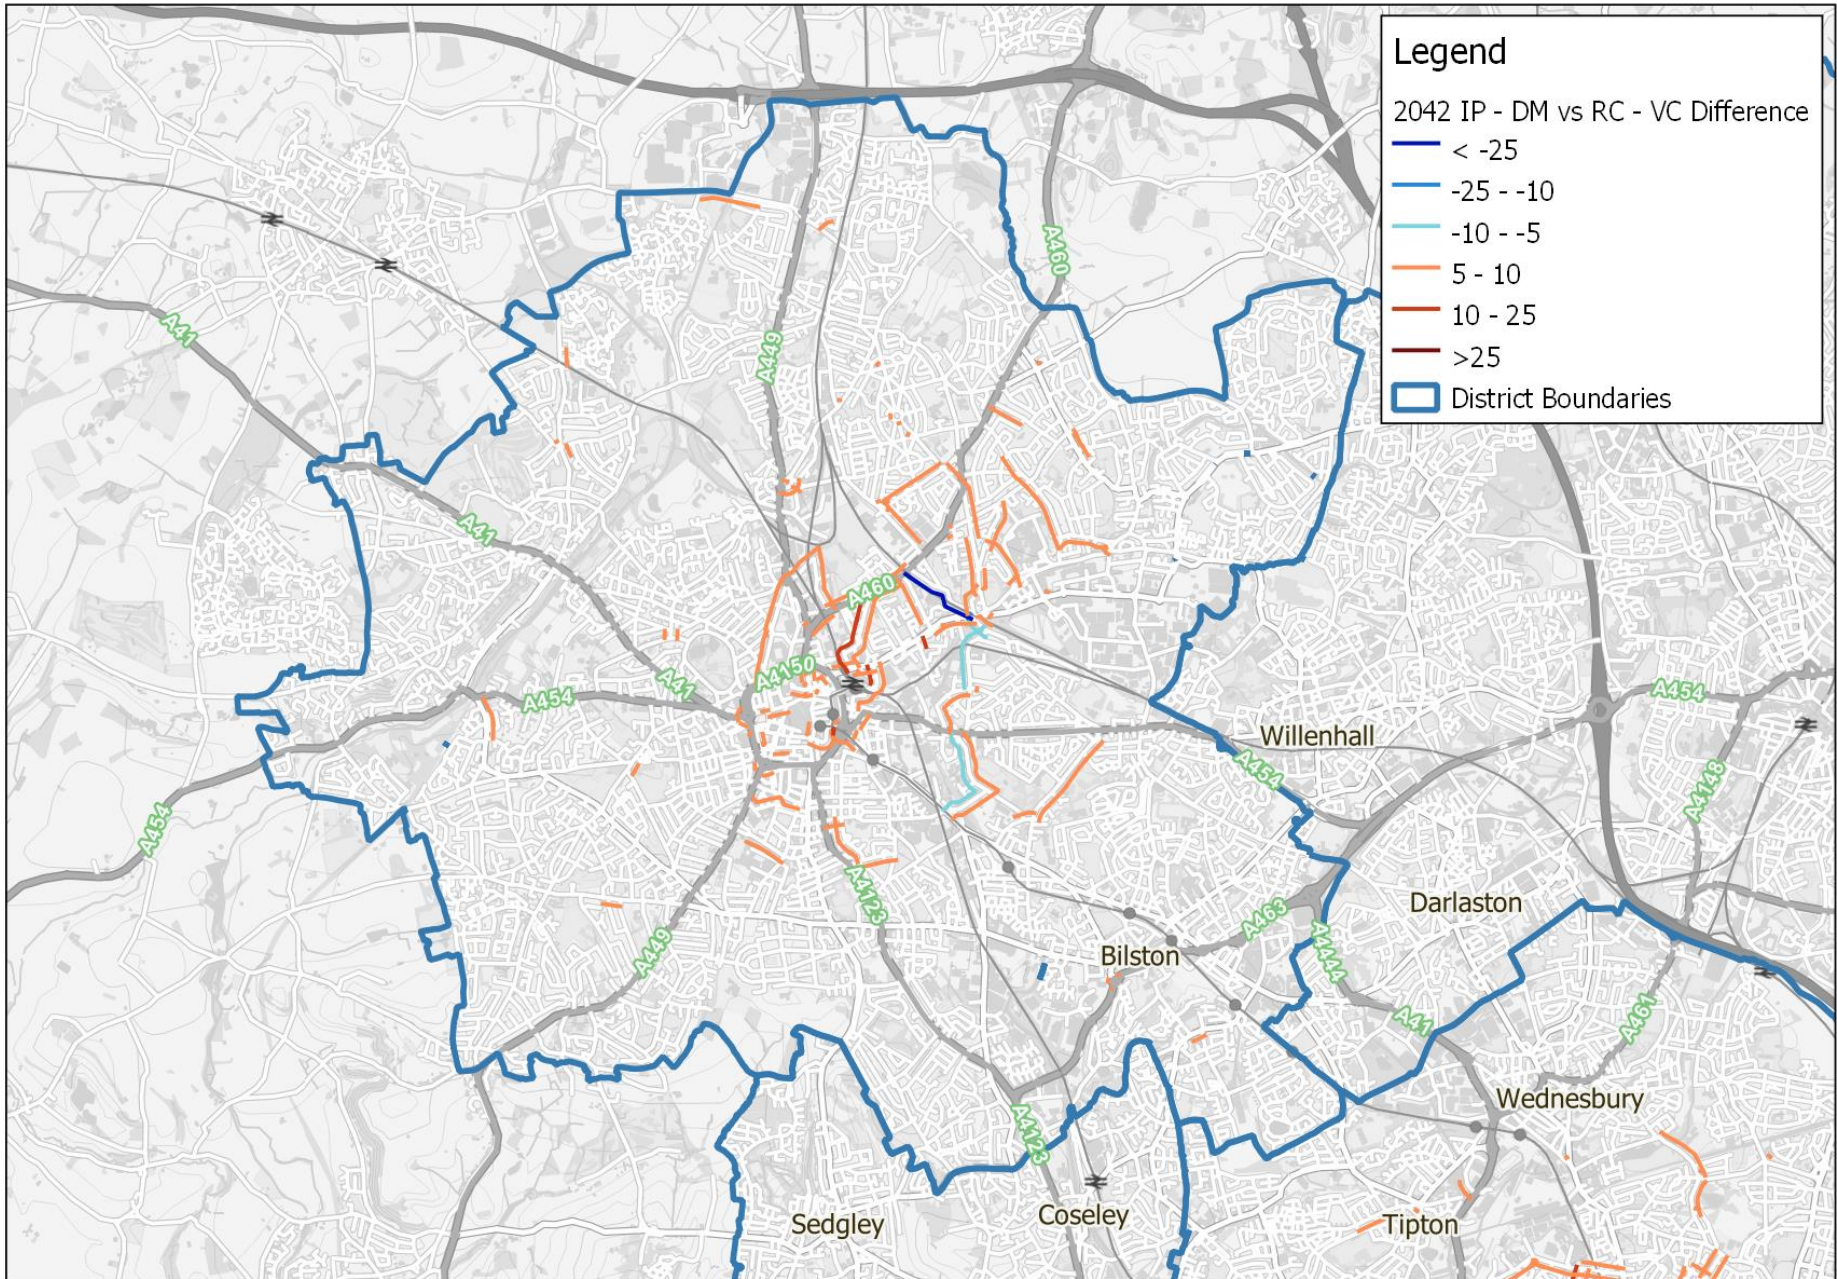 Legend
2042 IP - DM vs RC - VC Difference
< -25
-25 - -10
-10 - -5
5 - 10
10 - 25
>25
District Boundaries
A460
A41
A449
A41
A460
A4150
A41
A454
A454
Willenhall
A454
A4148
A454
A4123
Darlaston
A463
A449
Bilston
A4444
A41
A461
Wednesbury
A4123
Sedgley
Coseley
Tipton